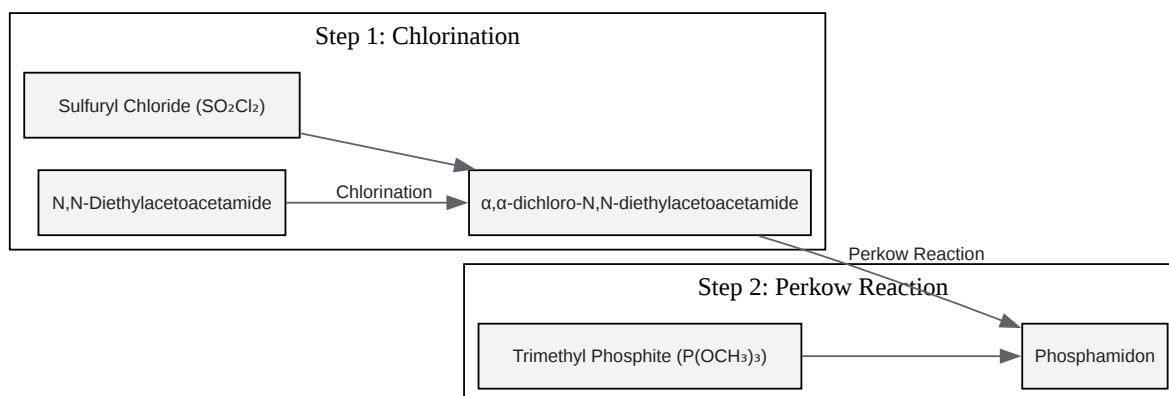 Step 1: Chlorination
Sulfuryl Chloride (SO₂Cl₂)
N,N-Diethylacetoacetamide
Chlorination
α,α-dichloro-N,N-diethylacetoacetamide
Perkow Reaction
Step 2: Perkow Reaction
Trimethyl Phosphite (P(OCH₃)₃)
Phosphamidon